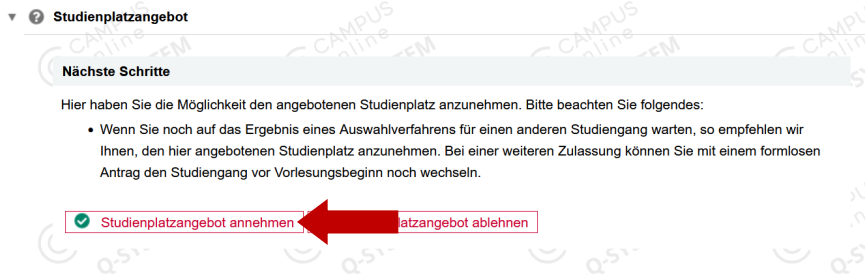 Studienplatzangebot
Nächste Schritte
Hier haben Sie die Möglichkeit den angebotenen Studienplatz anzunehmen. Bitte beachten Sie folgendes:
• Wenn Sie noch auf das Ergebnis eines Auswahlverfahrens für einen anderen Studiengang warten, so empfehlen wir
Ihnen, den hier angebotenen Studienplatz anzunehmen. Bei einer weiteren Zulassung können Sie mit einem formlosen
Antrag den Studiengang vor Vorlesungsbeginn noch wechseln.
Studienplatzangebot annehmen latzangebot ablehnen